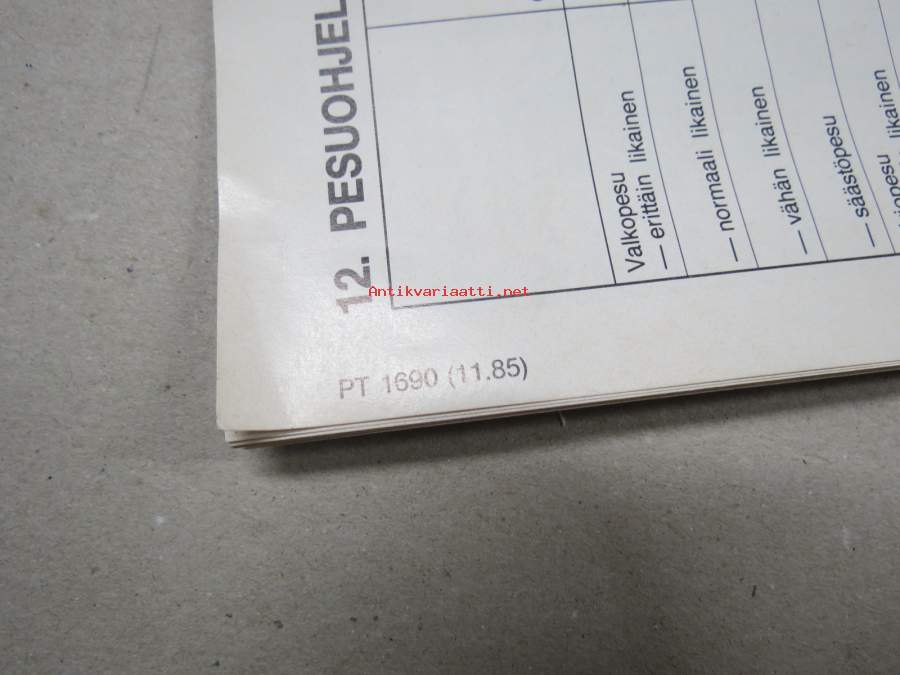 12. PESUOHJEL
Valkopesu
— erittäin likainen
— normaali likainen
— vähän likainen
— säästöpesu
likainen
PT 1690 (11.85)
Antikvariaatti.net